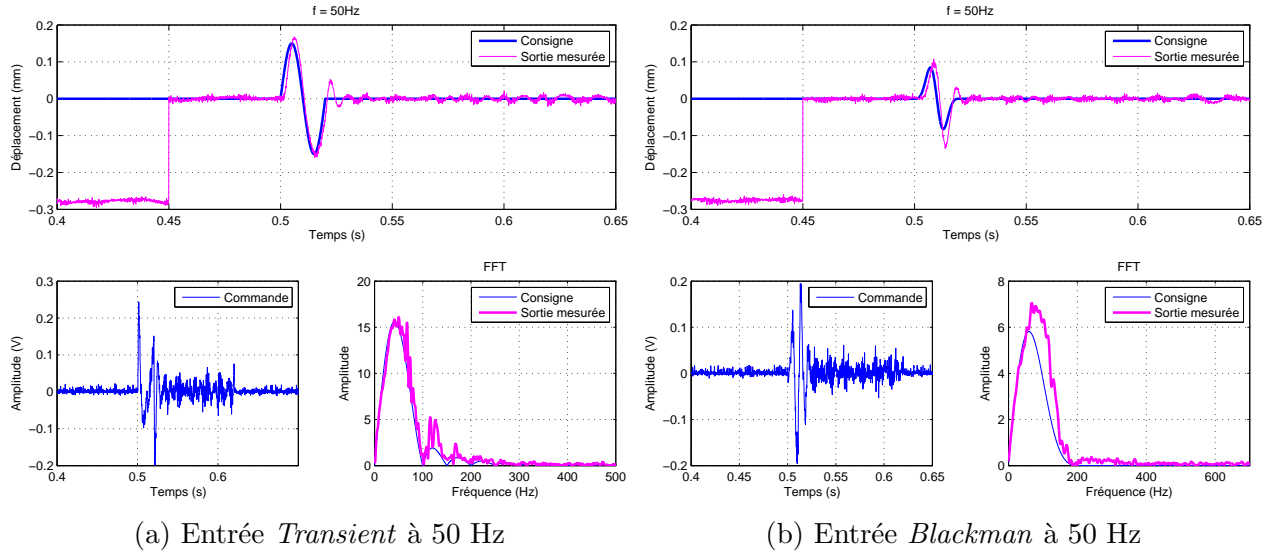 f = 50Hz
Déplacement (mm)
0.2
0.1
0
−0.1
−0.2
−0.3
Consigne
Sortie mesurée
0.4 0.45 0.5 0.55 0.6 0.65
Temps (s)
Amplitude (V)
0.3
0.2
0.1
0
−0.1
−0.2
Commande
0.4 0.5 0.6
Temps (s)
FFT
Amplitude
20
15
10
5
0
Consigne
Sortie mesurée
0 100 200 300 400 500
Fréquence (Hz)
(a) Entrée Transient à 50 Hz
f = 50Hz
Déplacement (mm)
0.2
0.1
0
−0.1
−0.2
−0.3
Consigne
Sortie mesurée
0.4 0.45 0.5 0.55 0.6 0.65
Temps (s)
Amplitude (V)
0.2
0.1
0
−0.1
−0.2
Commande
0.4 0.45 0.5 0.55 0.6 0.65
Temps (s)
FFT
Amplitude
8
6
4
2
0
Consigne
Sortie mesurée
0 200 400 600
Fréquence (Hz)
(b) Entrée Blackman à 50 Hz